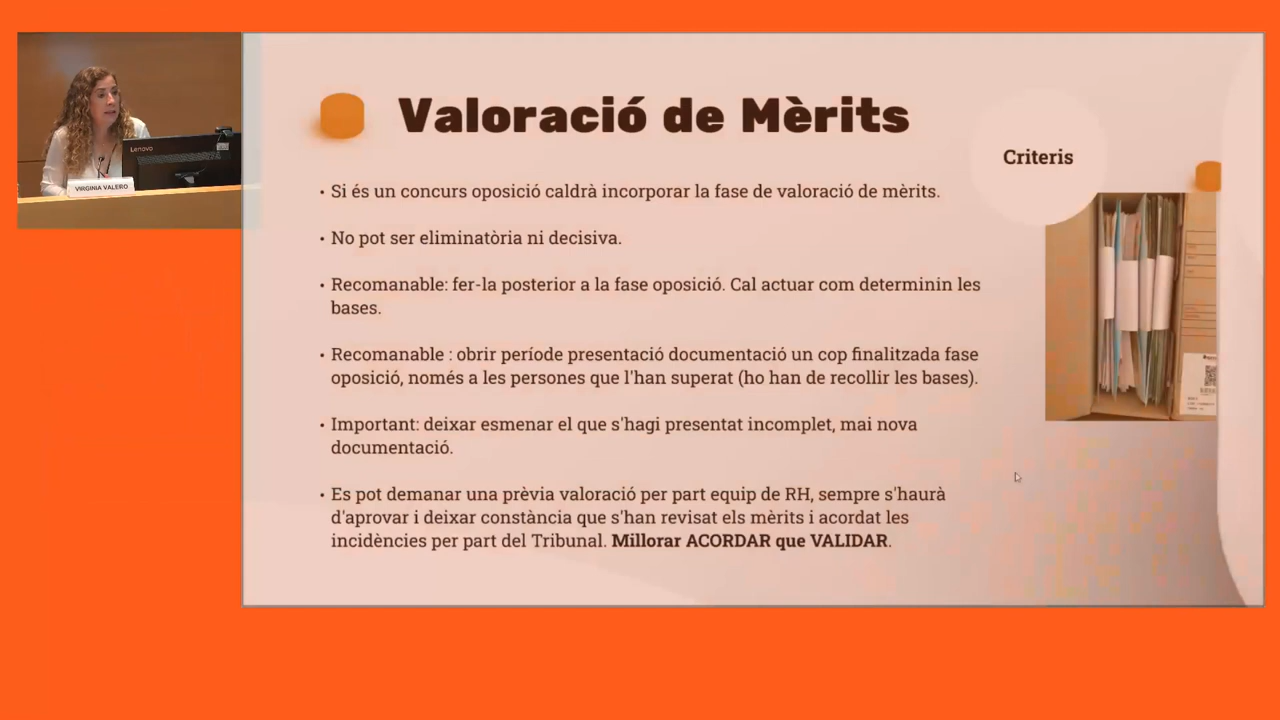 Lenovo
VIRGINIA VALERO
Valoració de Mèrits
Criteris
• Si és un concurs oposició caldrà incorporar la fase de valoració de mèrits.
• No pot ser eliminatòria ni decisiva.
• Recomanable: fer-la posterior a la fase oposició. Cal actuar com determinin les
bases.
• Recomanable : obrir període presentació documentació un cop finalitzada fase
oposició, només a les persones que l'han superat (ho han de recollir les bases).
• Important: deixar esmenar el que s'hagi presentat incomplet, mai nova
documentació.
• Es pot demanar una prèvia valoració per part equip de RH, sempre s'haurà
d'aprovar i deixar constància que s'han revisat els mèrits i acordat les
incidències per part del Tribunal. Millorar ACORDAR que VALIDAR.